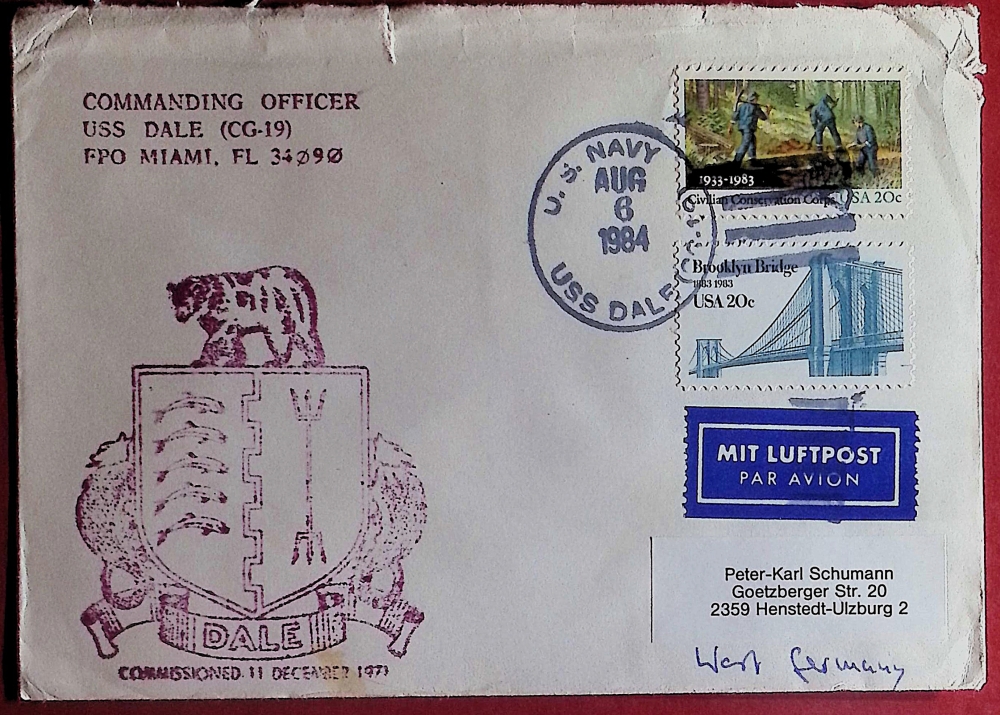 COMMANDING OFFICER
USS DALE (CG-19)
FPO MIAMI, FL 34090
U.S. NAVY
AUG
6
1984
USS DALE
1933-1983
Civilian Conservation Corps USA 20c
Brooklyn Bridge
1883 1983
USA 20c
MIT LUFTPOST
PAR AVION
Peter-Karl Schumann
Goetzberger Str. 20
2359 Henstedt-Ulzburg 2
West Germany
DALE
COMMISSIONED 11 DECEMBER 1971